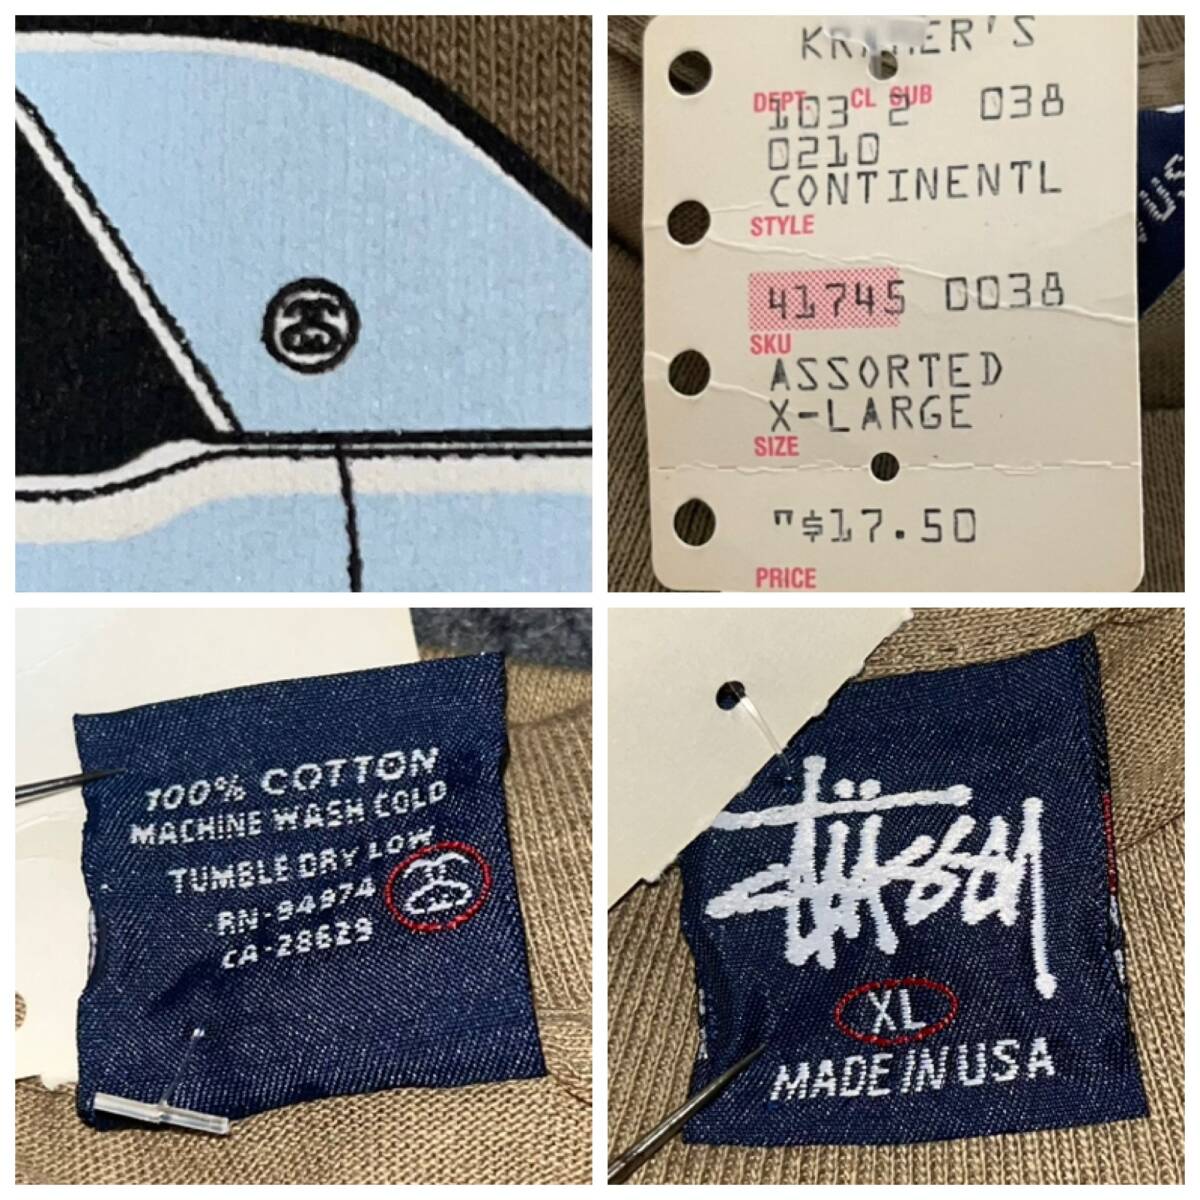 KRAMER'S
DEPT. CL SUB
103 2 038
0210
CONTINENTL
STYLE
41745 0038
SKU
ASSORTED
X-LARGE
SIZE
"$17.50
PRICE
100% COTTON
MACHINE WASH COLD
TUMBLE DRY LOW
RN-94974
CA-28629
Stüssy
XL
MADE IN USA